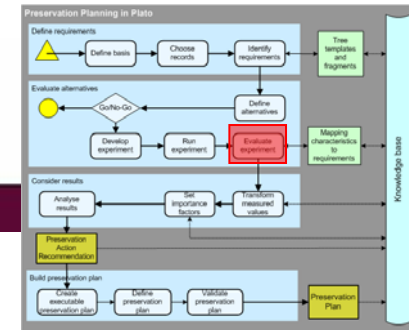 Preservation Planning in Plato
Define requirements
Define basis
Choose
records
Identify
requirements
Tree
templates
and
fragments
Evaluate alternatives
Go/No-Go
Define
alternatives
Develop
experiment
Run
experiment
Evaluate
experiment
Mapping
characteristics
to
requirements
Knowledge base
Consider results
Analyse
results
Set
importance
factors
Transform
measured
values
Preservation
Action
Recommendation
Build preservation plan
Create
executable
preservation plan
Define
preservation
plan
Validate
preservation
plan
Preservation
Plan